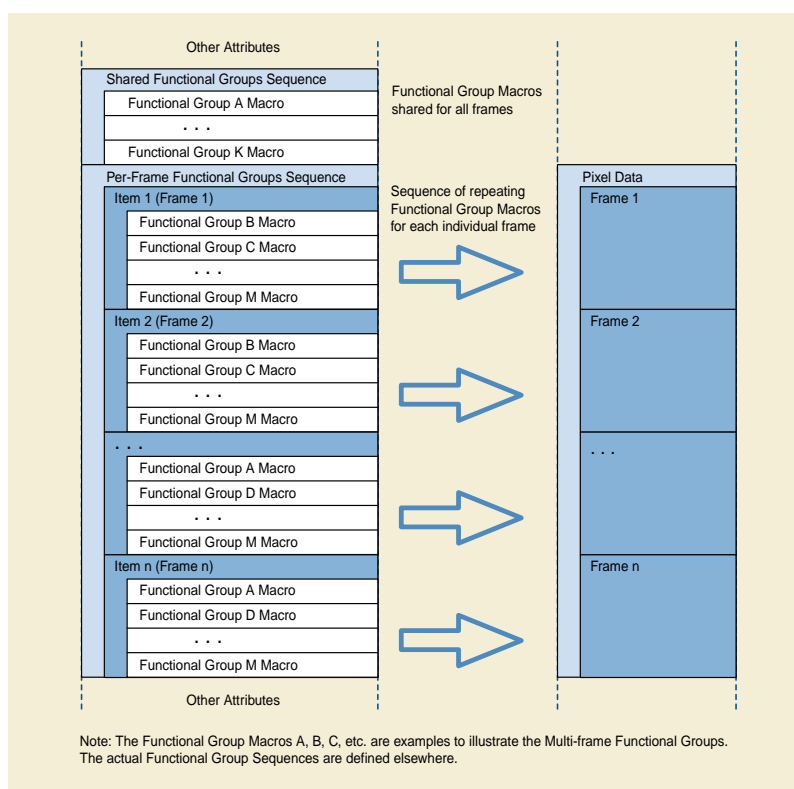 Other Attributes
Shared Functional Groups Sequence
Functional Group A Macro
. . .
Functional Group K Macro
Functional Group Macros
shared for all frames
Per-Frame Functional Groups Sequence
Item 1 (Frame 1)
Functional Group B Macro
Functional Group C Macro
. . .
Functional Group M Macro
Item 2 (Frame 2)
Functional Group B Macro
Functional Group C Macro
. . .
Functional Group M Macro
. . .
Functional Group A Macro
Functional Group D Macro
. . .
Functional Group M Macro
Item n (Frame n)
Functional Group A Macro
Functional Group D Macro
. . .
Functional Group M Macro
Other Attributes
Sequence of repeating
Functional Group Macros
for each individual frame
Pixel Data
Frame 1
Frame 2
. . .
Frame n
Note: The Functional Group Macros A, B, C, etc. are examples to illustrate the Multi-frame Functional Groups.
The actual Functional Group Sequences are defined elsewhere.